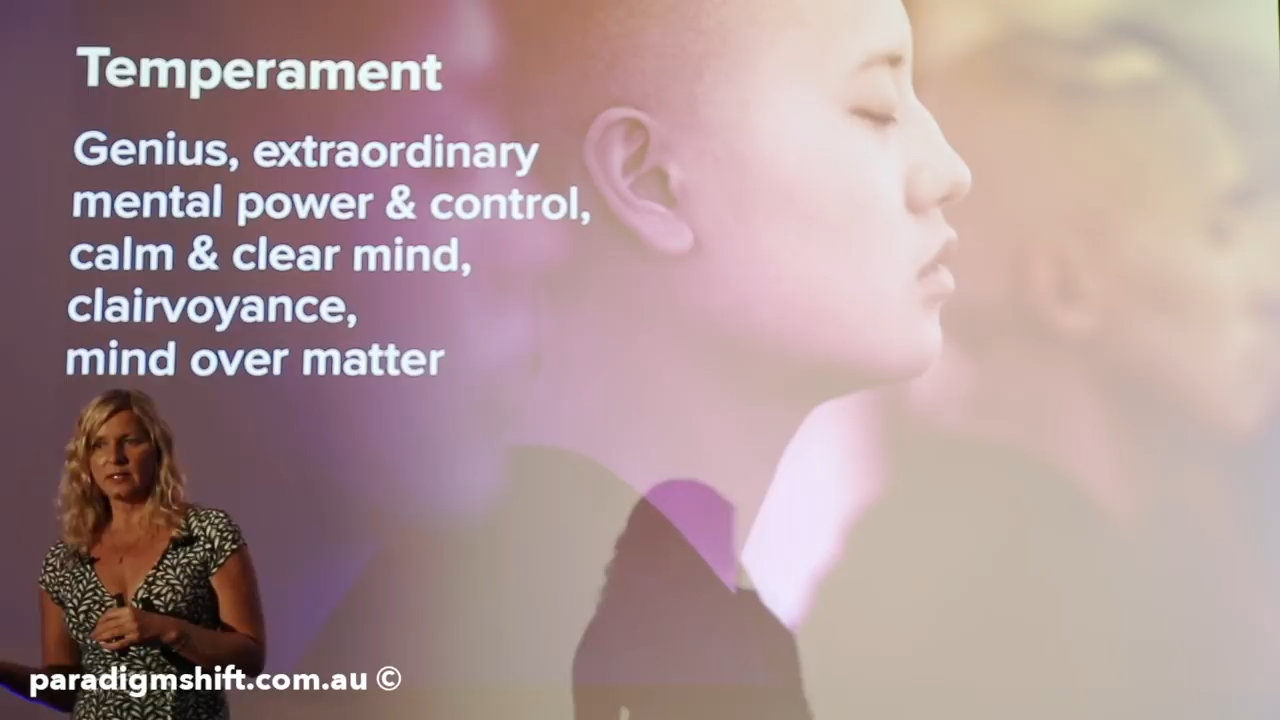 Temperament
Genius, extraordinary
mental power & control,
calm & clear mind,
clairvoyance,
mind over matter
paradigmshift.com.au ©